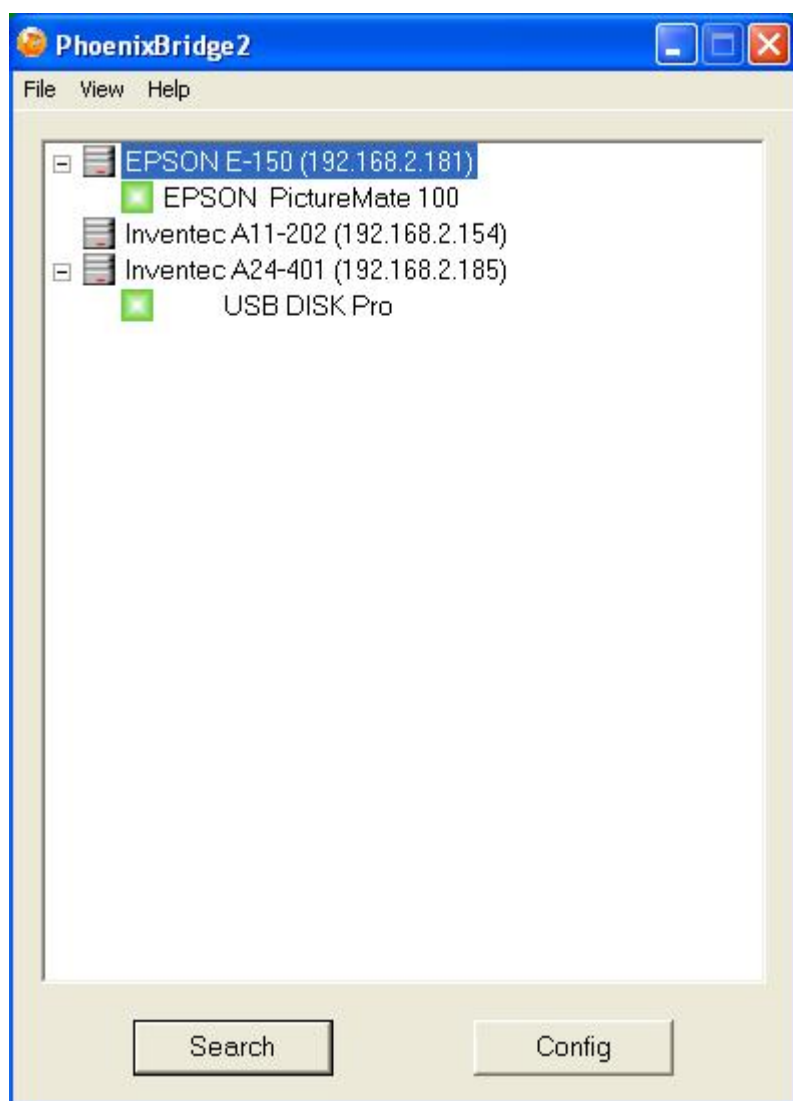 PhoenixBridge2
File View Help
EPSON E-150 (192.168.2.181)
EPSON PictureMate 100
Inventec A11-202 (192.168.2.154)
Inventec A24-401 (192.168.2.185)
USB DISK Pro
Search Config